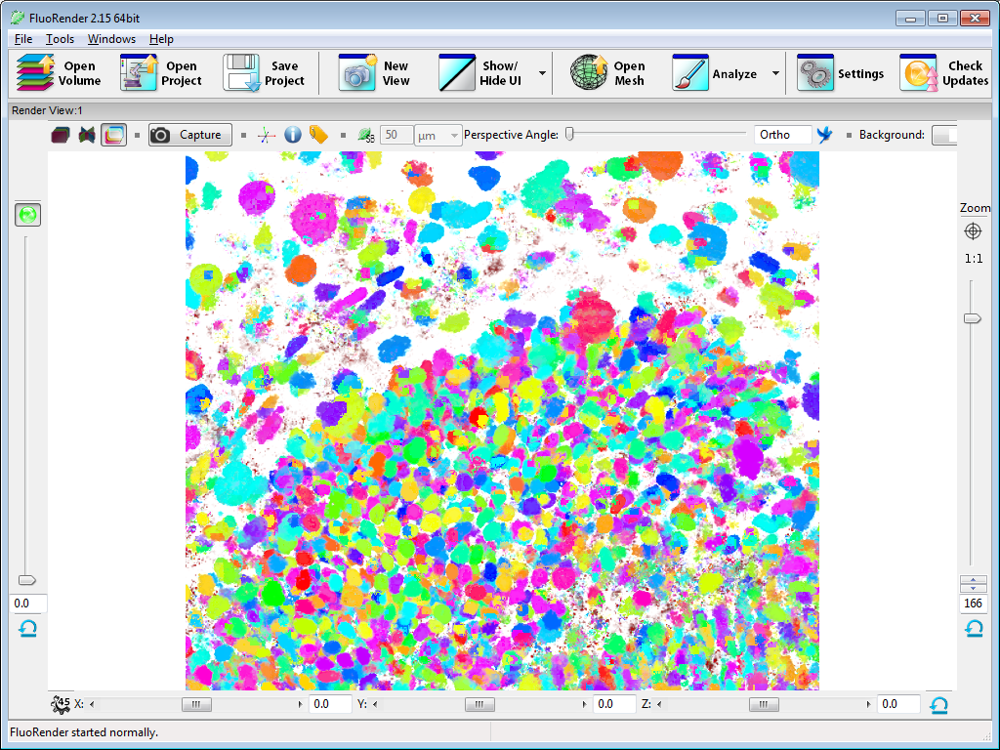 FluoRender 2.15 64bit
File Tools Windows Help
Open Volume
Open Project
Save Project
New View
Show/ Hide UI
Open Mesh
Analyze
Settings
Check Updates
Render View:1
Capture
SB
50
µm
Perspective Angle:
Ortho
Background:
Zoom
1:1
0.0
166
45 X:
0.0
Y:
0.0
Z:
0.0
FluoRender started normally.